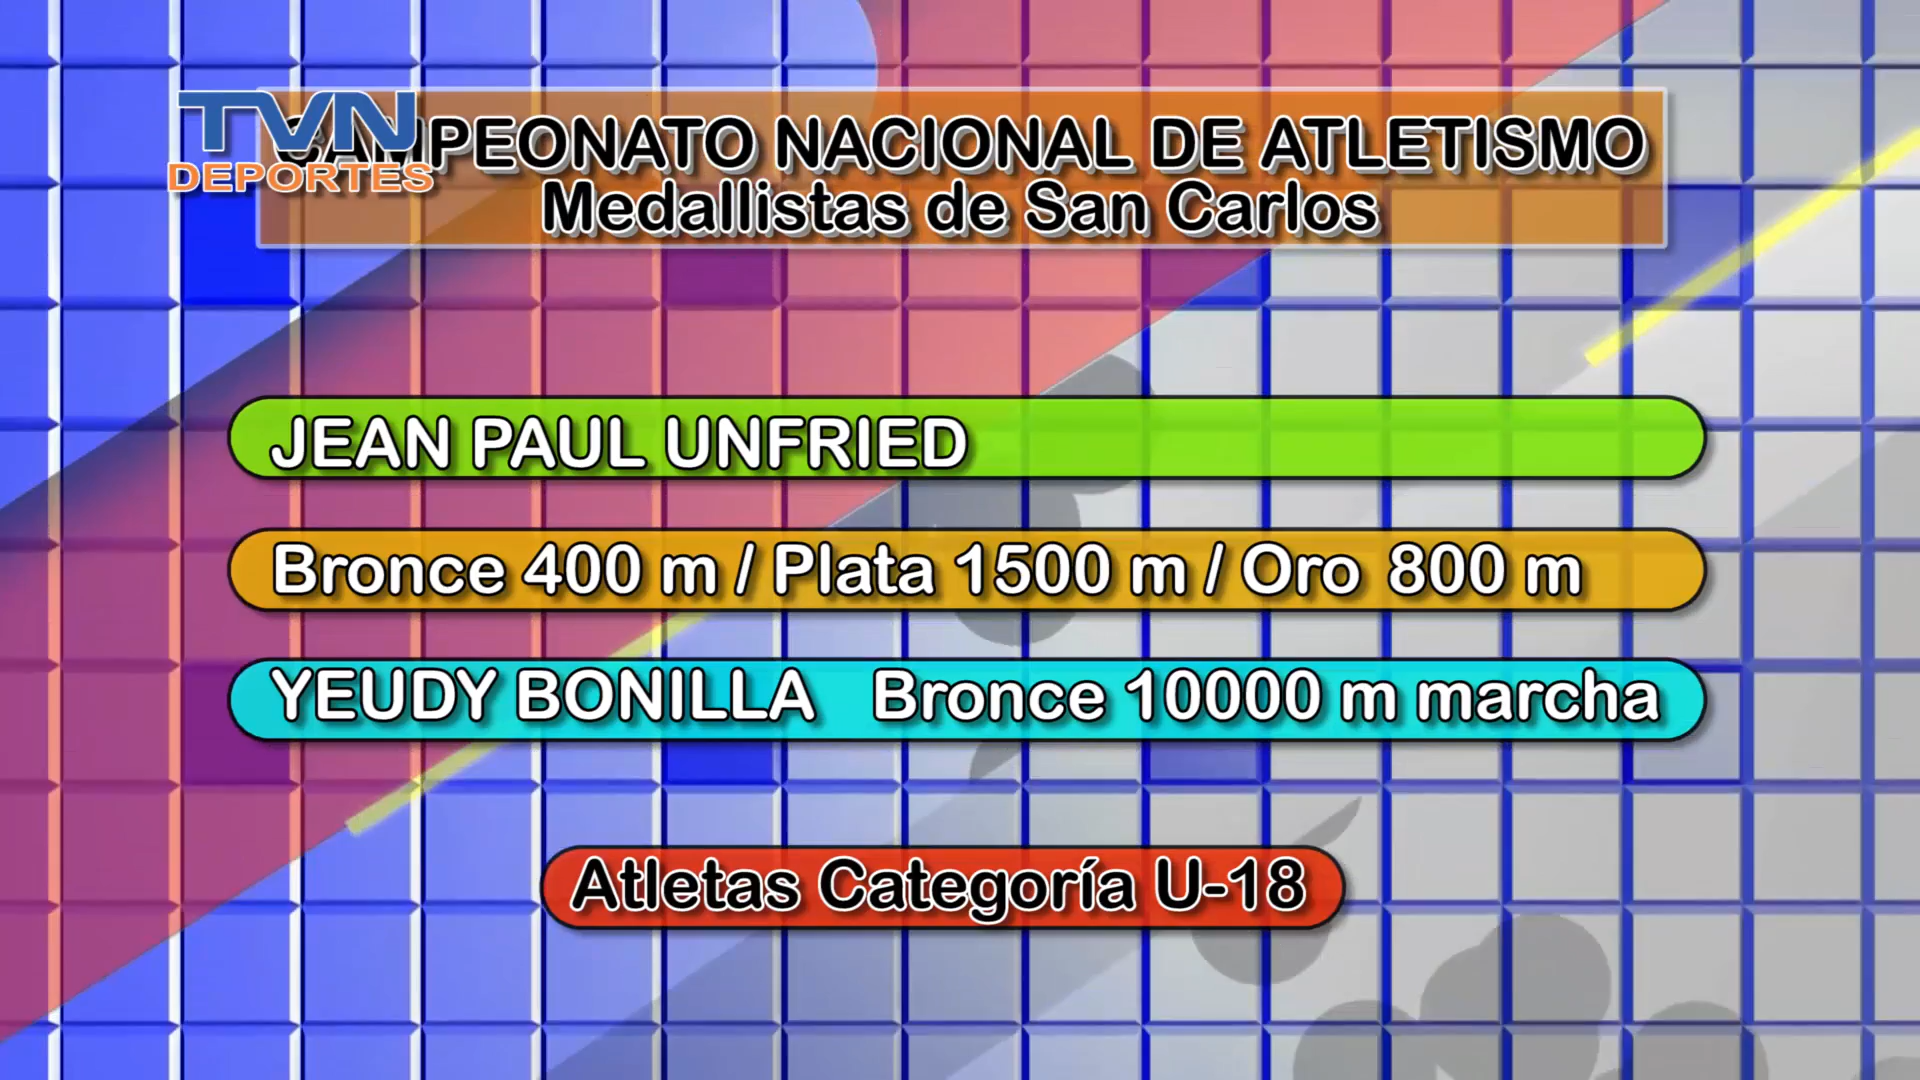 TVN
DEPORTES
CAMPEONATO NACIONAL DE ATLETISMO
Medallistas de San Carlos
JEAN PAUL UNFRIED
Bronce 400 m / Plata 1500 m / Oro 800 m
YEUDY BONILLA Bronce 10000 m marcha
Atletas Categoría U-18